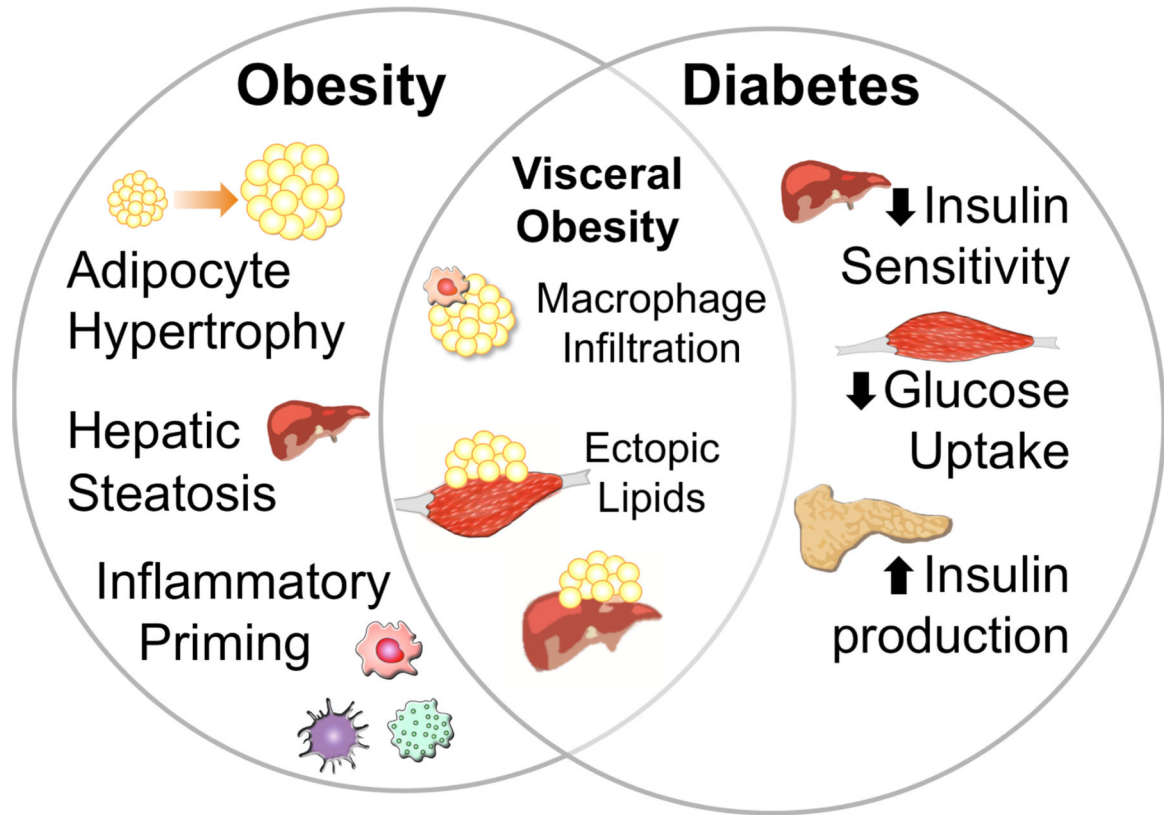 Obesity
Adipocyte
Hypertrophy
Hepatic
Steatosis
Inflammatory
Priming
Visceral
Obesity
Macrophage
Infiltration
Ectopic
Lipids
Diabetes
Insulin
Sensitivity
Glucose
Uptake
Insulin
production